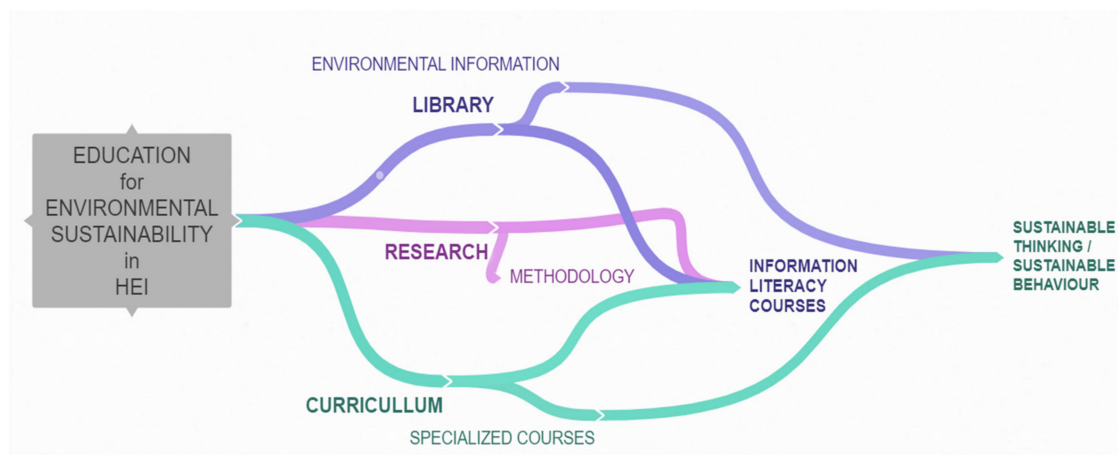 EDUCATION
for
ENVIRONMENTAL
SUSTAINABILITY
in
HEI
ENVIRONMENTAL INFORMATION
LIBRARY
RESEARCH
METHODOLOGY
CURRICULLUM
SPECIALIZED COURSES
INFORMATION
LITERACY
COURSES
SUSTAINABLE
THINKING /
SUSTAINABLE
BEHAVIOUR